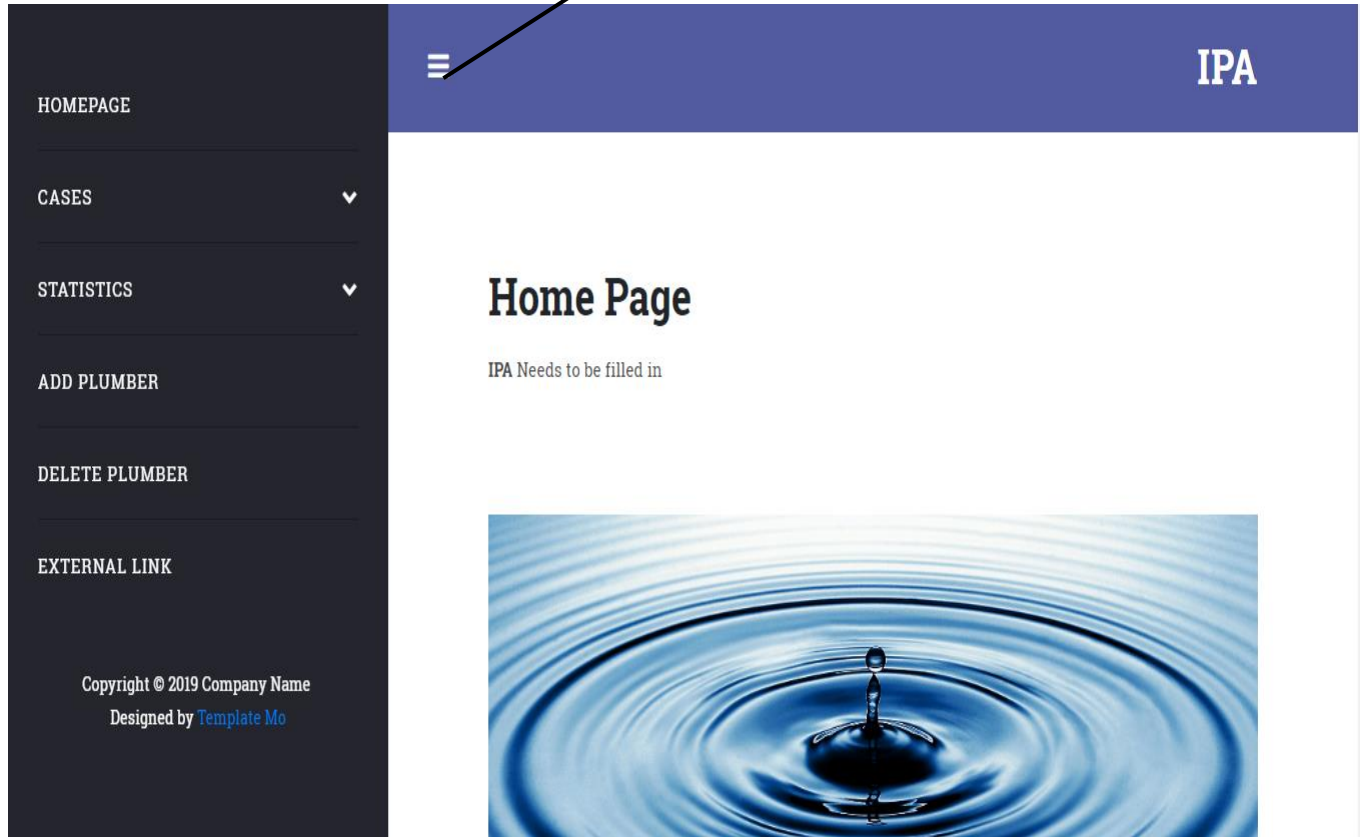 HOMEPAGE
CASES
STATISTICS
ADD PLUMBER
DELETE PLUMBER
EXTERNAL LINK
Copyright © 2019 Company Name
Designed by Template Mo
IPA
Home Page
IPA Needs to be filled in